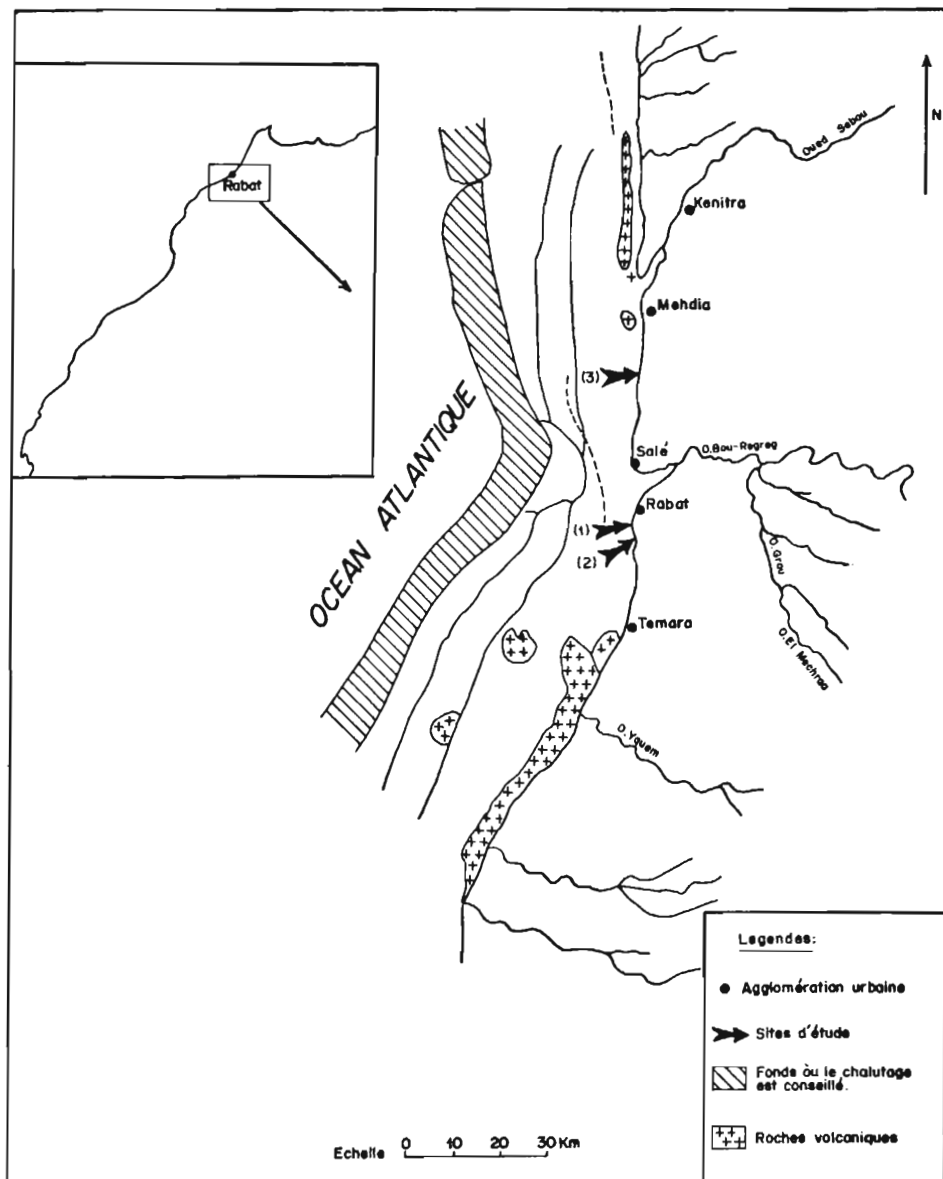 N
Rabat
Oued Sebou
Kenitra
Mehdia
(3)
OCEAN ATLANTIQUE
Salé
O.Bou-Regreg
Rabat
(1)
(2)
O. Grou
Temara
O.El Mechraa
O.Yquem
Legendes:
Agglomération urbaine
Sites d'étude
Fonds òu le chalutage
est conseillé.
Roches volcaniques
Echelle 0 10 20 30 Km